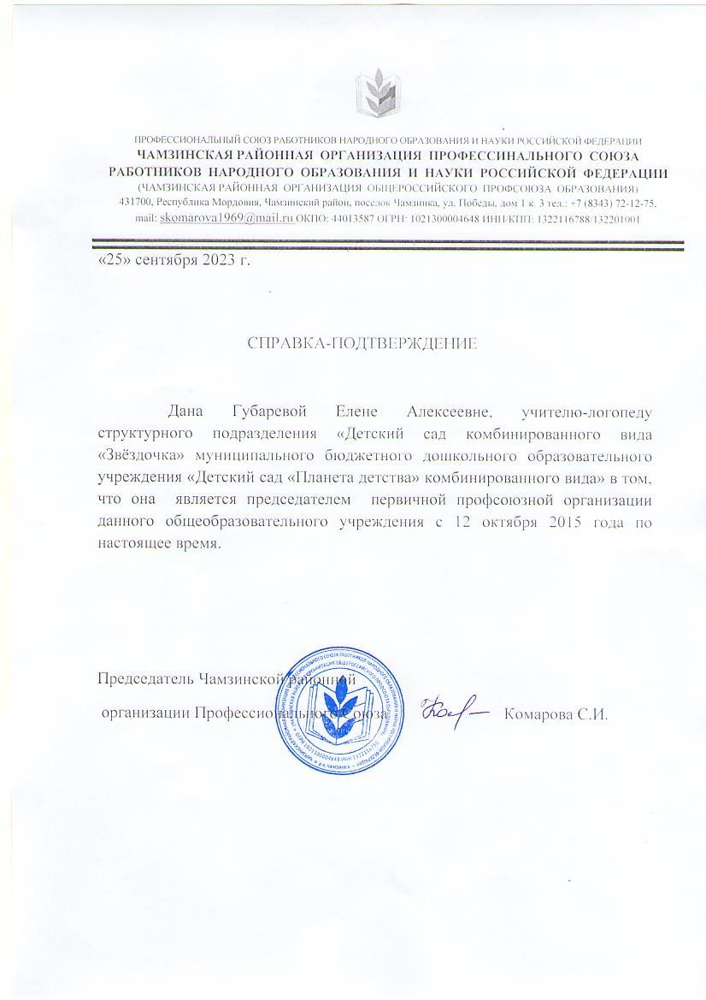 ПРОФЕССИОНАЛЬНЫЙ СОЮЗ РАБОТНИКОВ НАРОДНОГО ОБРАЗОВАНИЯ И НАУКИ РОССИЙСКОЙ ФЕДЕРАЦИИ
ЧАМЗИНСКАЯ РАЙОННАЯ ОРГАНИЗАЦИЯ ПРОФЕССИНАЛЬНОГО СОЮЗА
РАБОТНИКОВ НАРОДНОГО ОБРАЗОВАНИЯ И НАУКИ РОССИЙСКОЙ ФЕДЕРАЦИИ
(ЧАМЗИНСКАЯ РАЙОННАЯ ОРГАНИЗАЦИЯ ОБЩЕРОССИЙСКОГО ПРОФСОЮЗА ОБРАЗОВАНИЯ)
431700, Республика Мордовия, Чамзинский район, поселок Чамзинка, ул. Победы, дом 1 к. 3 тел.: +7 (8343) 72-12-75.
mail: skomarova1969@mail.ru ОКПО: 44013587 ОГРН: 1021300004648 ИНН/КПП: 1322116788/132201001
«25» сентября 2023 г.
СПРАВКА-ПОДТВЕРЖДЕНИЕ
Дана Губаревой Елене Алексеевне, учителю-логопеду
структурного подразделения «Детский сад комбинированного вида
«Звёздочка» муниципального бюджетного дошкольного образовательного
учреждения «Детский сад «Планета детства» комбинированного вида» в том,
что она является председателем первичной профсоюзной организации
данного общеобразовательного учреждения с 12 октября 2015 года по
настоящее время.
Председатель Чамзинской районной
организации Профессионального Союза Комарова С.И.